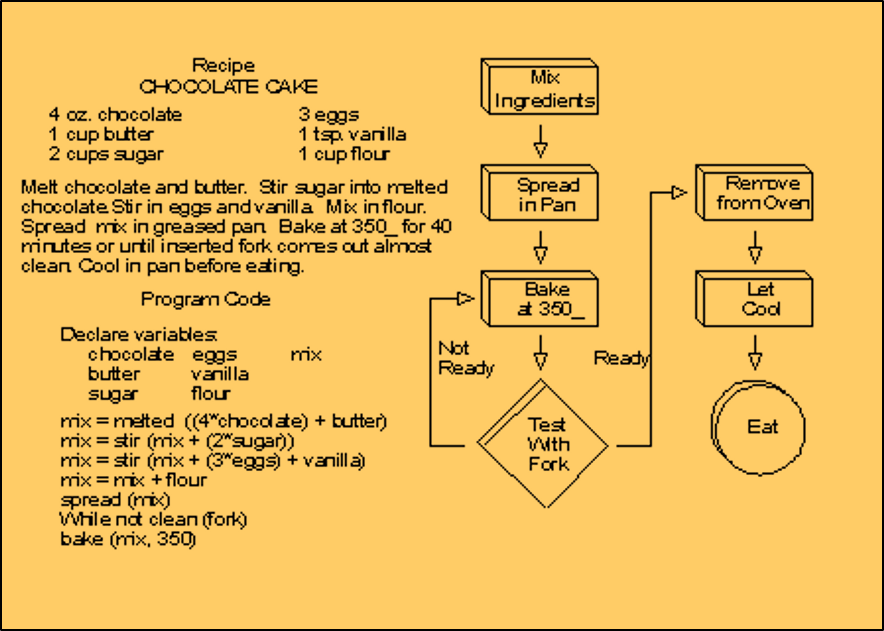 Recipe
CHOCOLATE CAKE
4 oz. chocolate 3 eggs
1 cup butter 1 tsp. vanilla
2 cups sugar 1 cup flour
Melt chocolate and butter. Stir sugar into melted
chocolate.Stir in eggs and vanilla. Mix in flour.
Spread mix in greased pan. Bake at 350_ for 40
minutes or until inserted fork comes out almost
clean. Cool in pan before eating.
Program Code
Declare variables:
chocolate eggs mix
butter vanilla
sugar flour
mix = melted ((4*chocolate) + butter)
mix = stir (mix + (2*sugar))
mix = stir (mix + (3*eggs) + vanilla)
mix = mix + flour
spread (mix)
While not clean (fork)
bake (mix, 350)
Mix
Ingredients
Spread
in Pan
Bake
at 350_
Not
Ready
Test
With
Fork
Ready
Remove
from Oven
Let
Cool
Eat